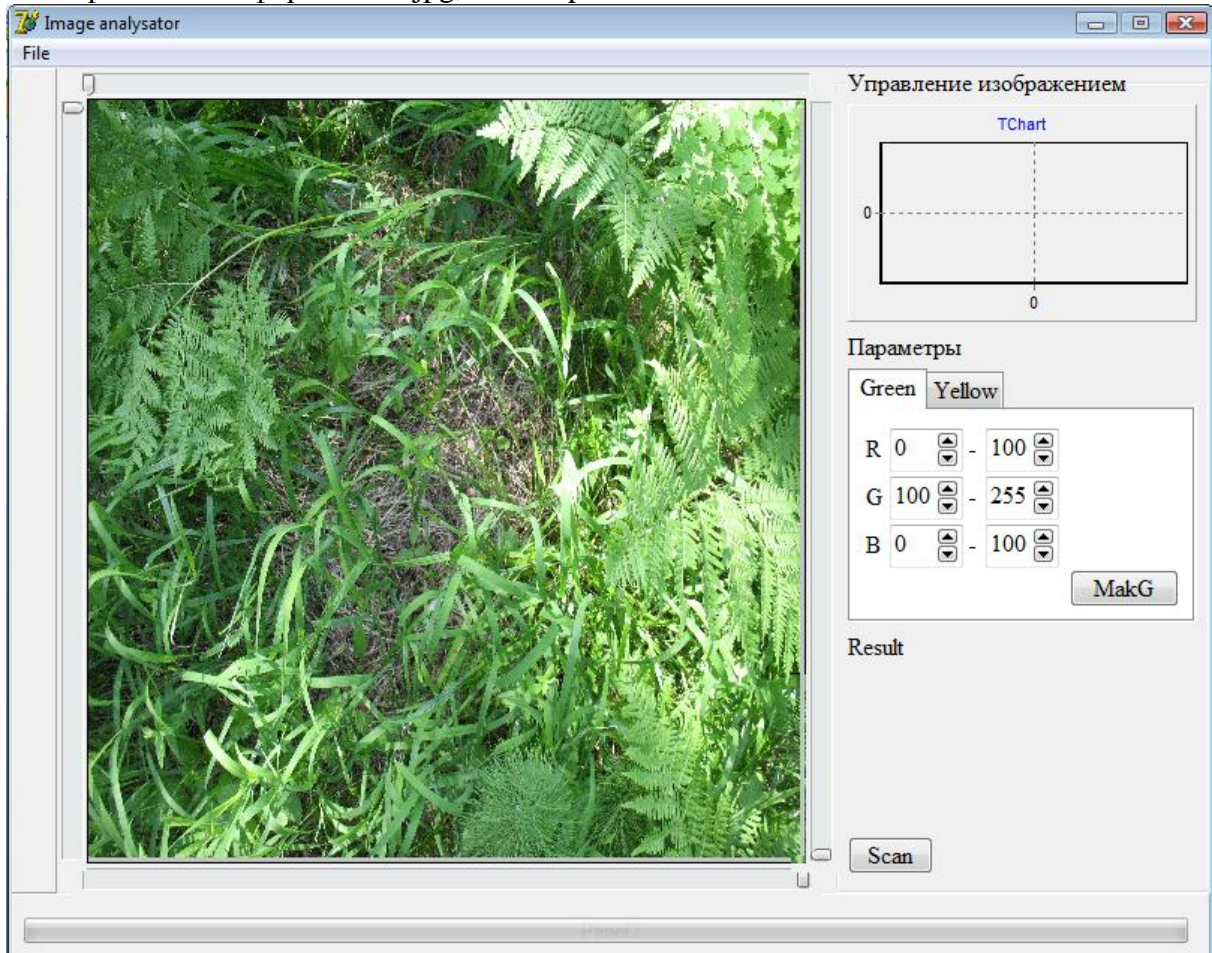 Image analysator
File
Управление изображением
TChart
0
0
Параметры
Green Yellow
R 0 - 100
G 100 - 255
B 0 - 100
MakG
Result
Scan